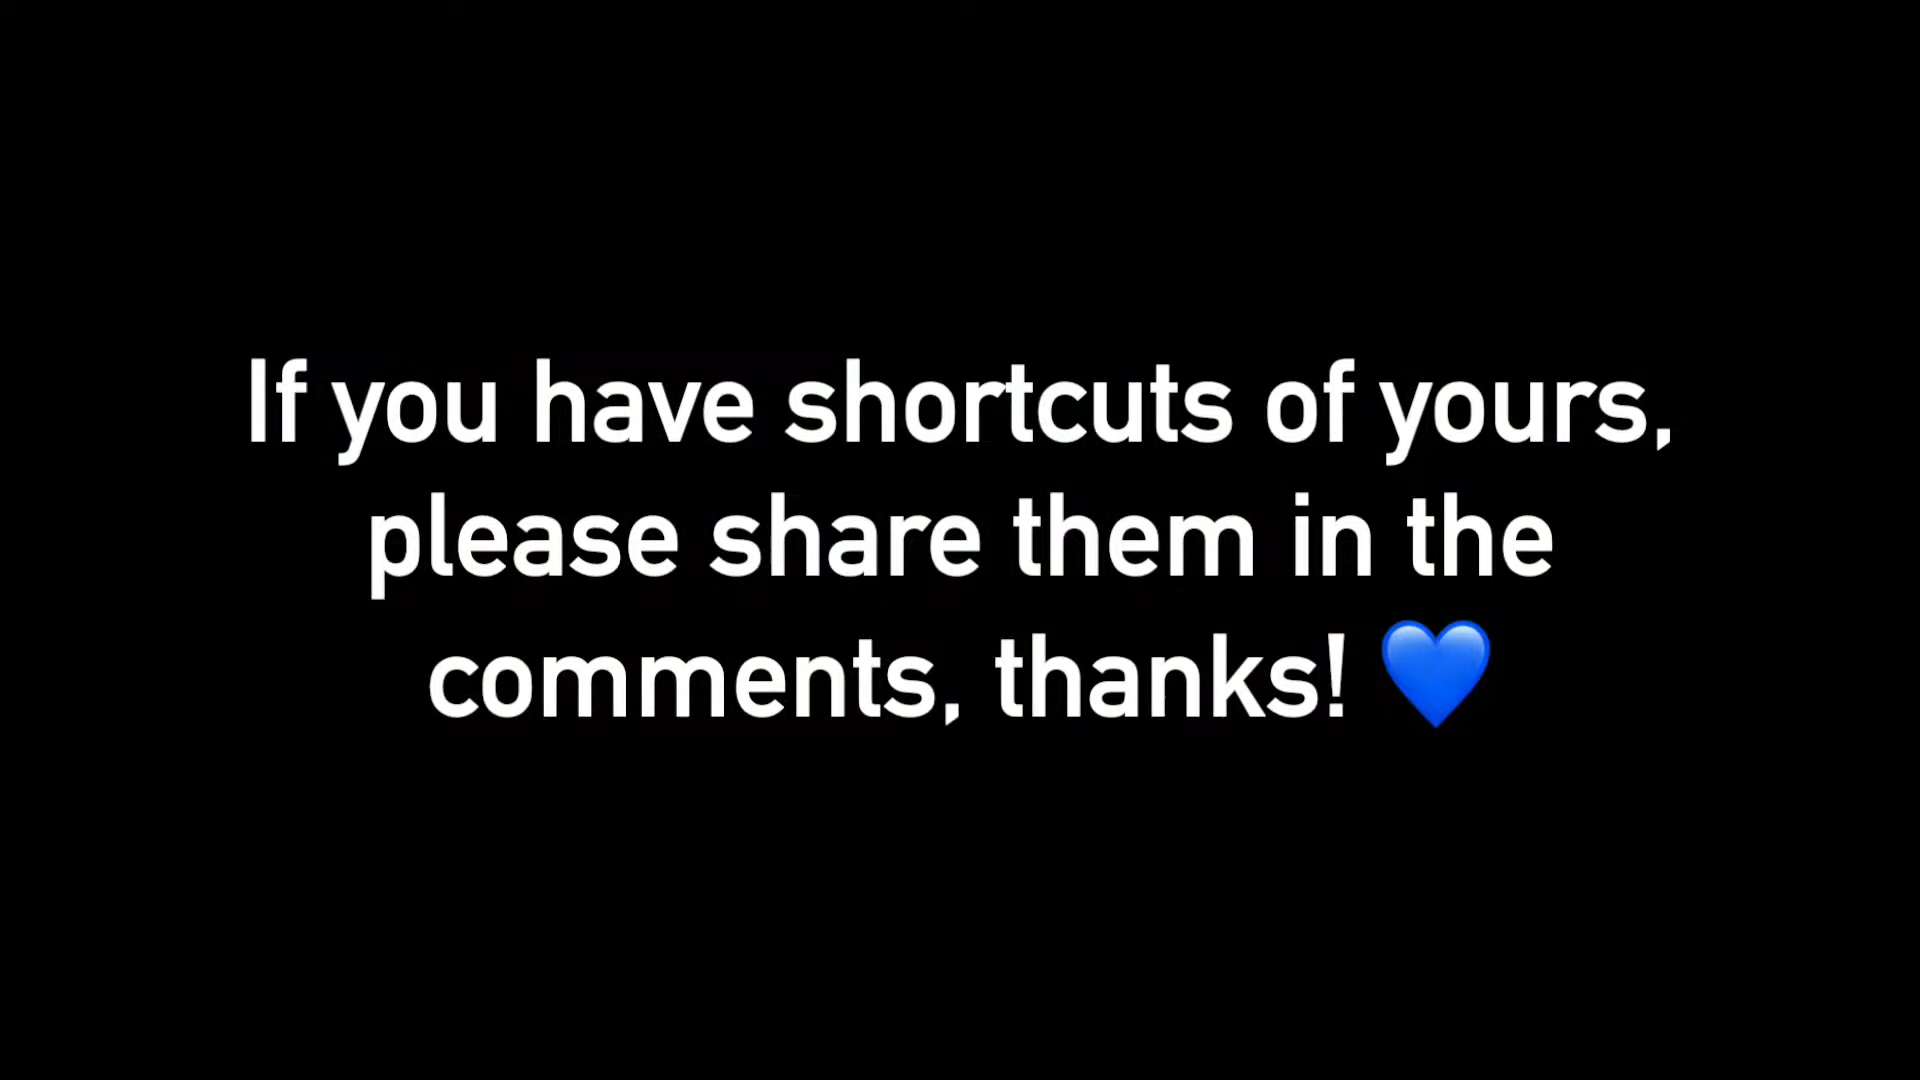 If you have shortcuts of yours,
please share them in the
comments, thanks! 💙